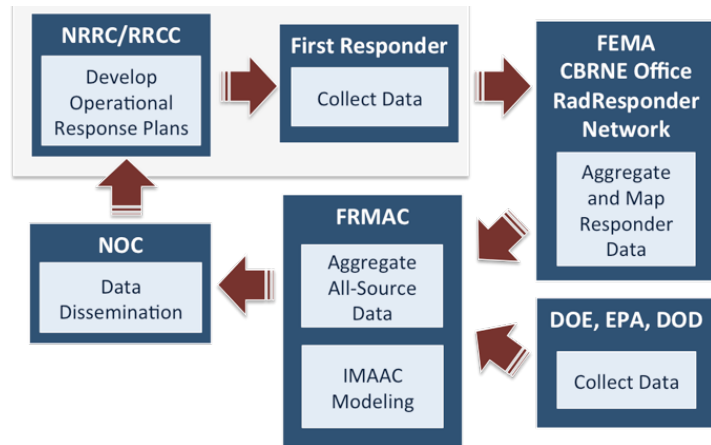 NRRC/RRCC
Develop
Operational
Response Plans
First Responder
Collect Data
FEMA
CBRNE Office
RadResponder
Network
Aggregate
and Map
Responder
Data
FRMAC
Aggregate
All-Source
Data
IMAAC
Modeling
NOC
Data
Dissemination
DOE, EPA, DOD
Collect Data